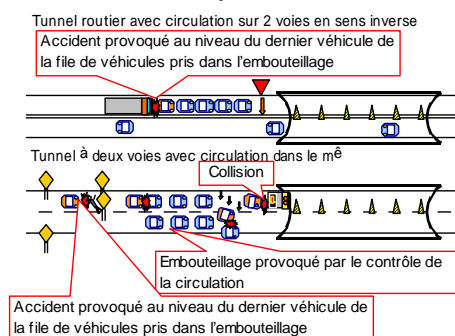 Tunnel routier avec circulation sur 2 voies en sens inverse
Accident provoqué au niveau du dernier véhicule de
la file de véhicules pris dans l'embouteillage
Tunnel à deux voies avec circulation dans le mê
Collision
Embouteillage provoqué par le contrôle de
la circulation
Accident provoqué au niveau du dernier véhicule de
la file de véhicules pris dans l'embouteillage